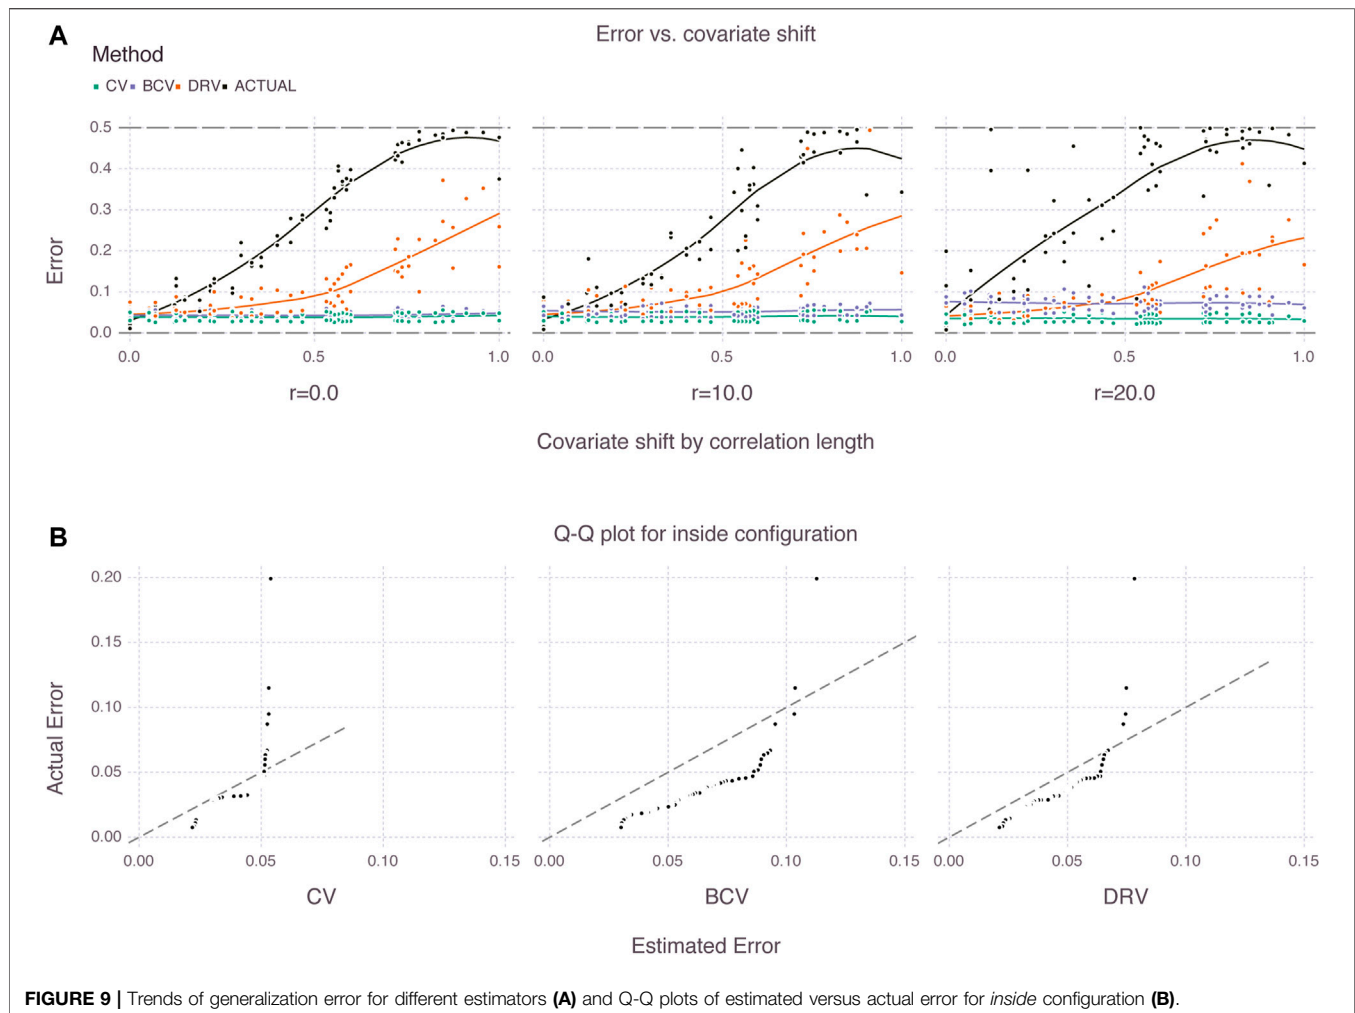 A
Error vs. covariate shift
Method
CV BCV DRV ACTUAL
Error
0.5
0.4
0.3
0.2
0.1
0.0
0.0 0.5 1.0 0.0 0.5 1.0 0.0 0.5 1.0
r=0.0 r=10.0 r=20.0
Covariate shift by correlation length
B
Q-Q plot for inside configuration
Actual Error
0.20
0.15
0.10
0.05
0.00
0.00 0.05 0.10 0.15 0.00 0.05 0.10 0.15 0.00 0.05 0.10 0.15
CV BCV DRV
Estimated Error
FIGURE 9 | Trends of generalization error for different estimators (A) and Q-Q plots of estimated versus actual error for inside configuration (B).